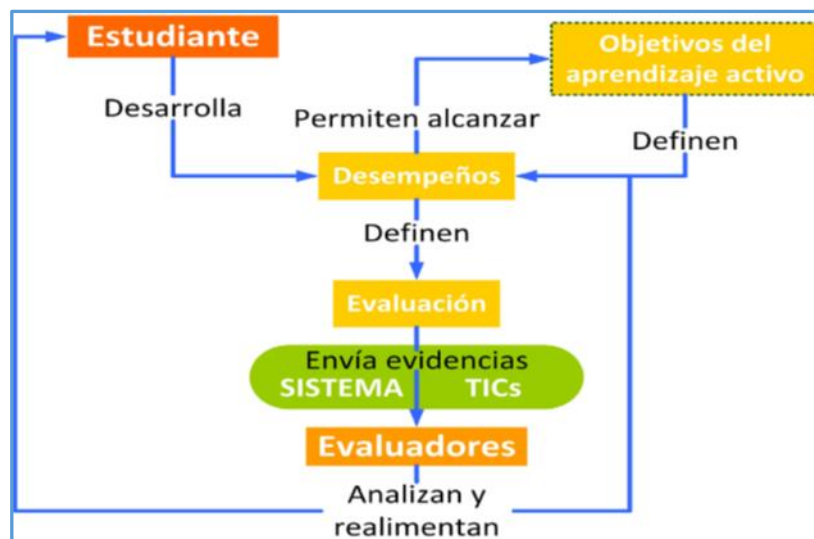 Estudiante
Objetivos del
aprendizaje activo
Desarrolla
Permiten alcanzar
Definen
Desempeños
Definen
Evaluación
Envía evidencias
SISTEMA TICs
Evaluadores
Analizan y
realimentan